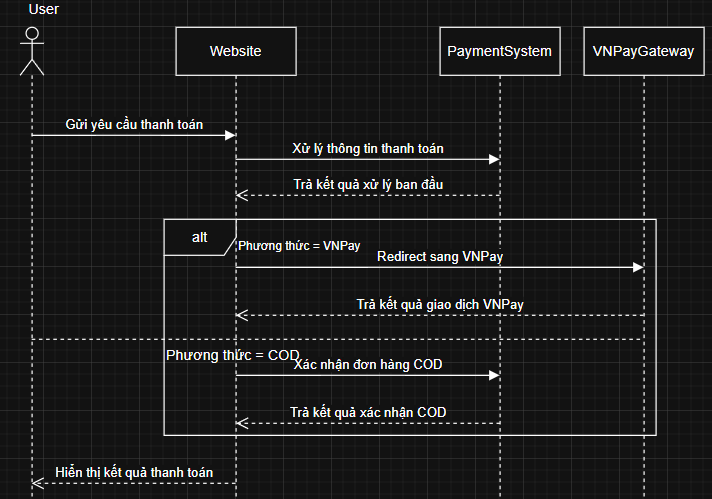 User
Website
PaymentSystem
VNPayGateway
Gửi yêu cầu thanh toán
Xử lý thông tin thanh toán
Trả kết quả xử lý ban đầu
alt
Phương thức = VNPay
Redirect sang VNPay
Trả kết quả giao dịch VNPay
Phương thức = COD
Xác nhận đơn hàng COD
Trả kết quả xác nhận COD
Hiển thị kết quả thanh toán